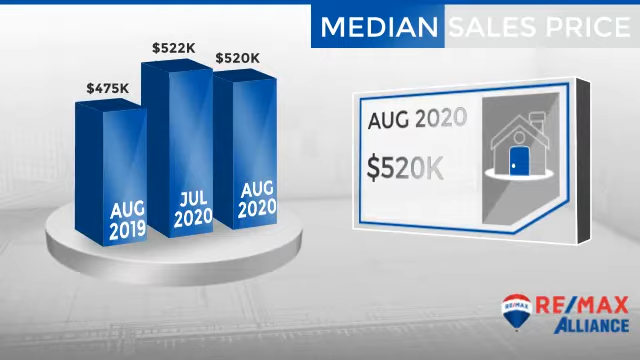 MEDIAN SALES PRICE
$475K
$522K
$520K
AUG
2019
JUL
2020
AUG
2020
AUG 2020
$520K
RE/MAX
RE/MAX
ALLIANCE